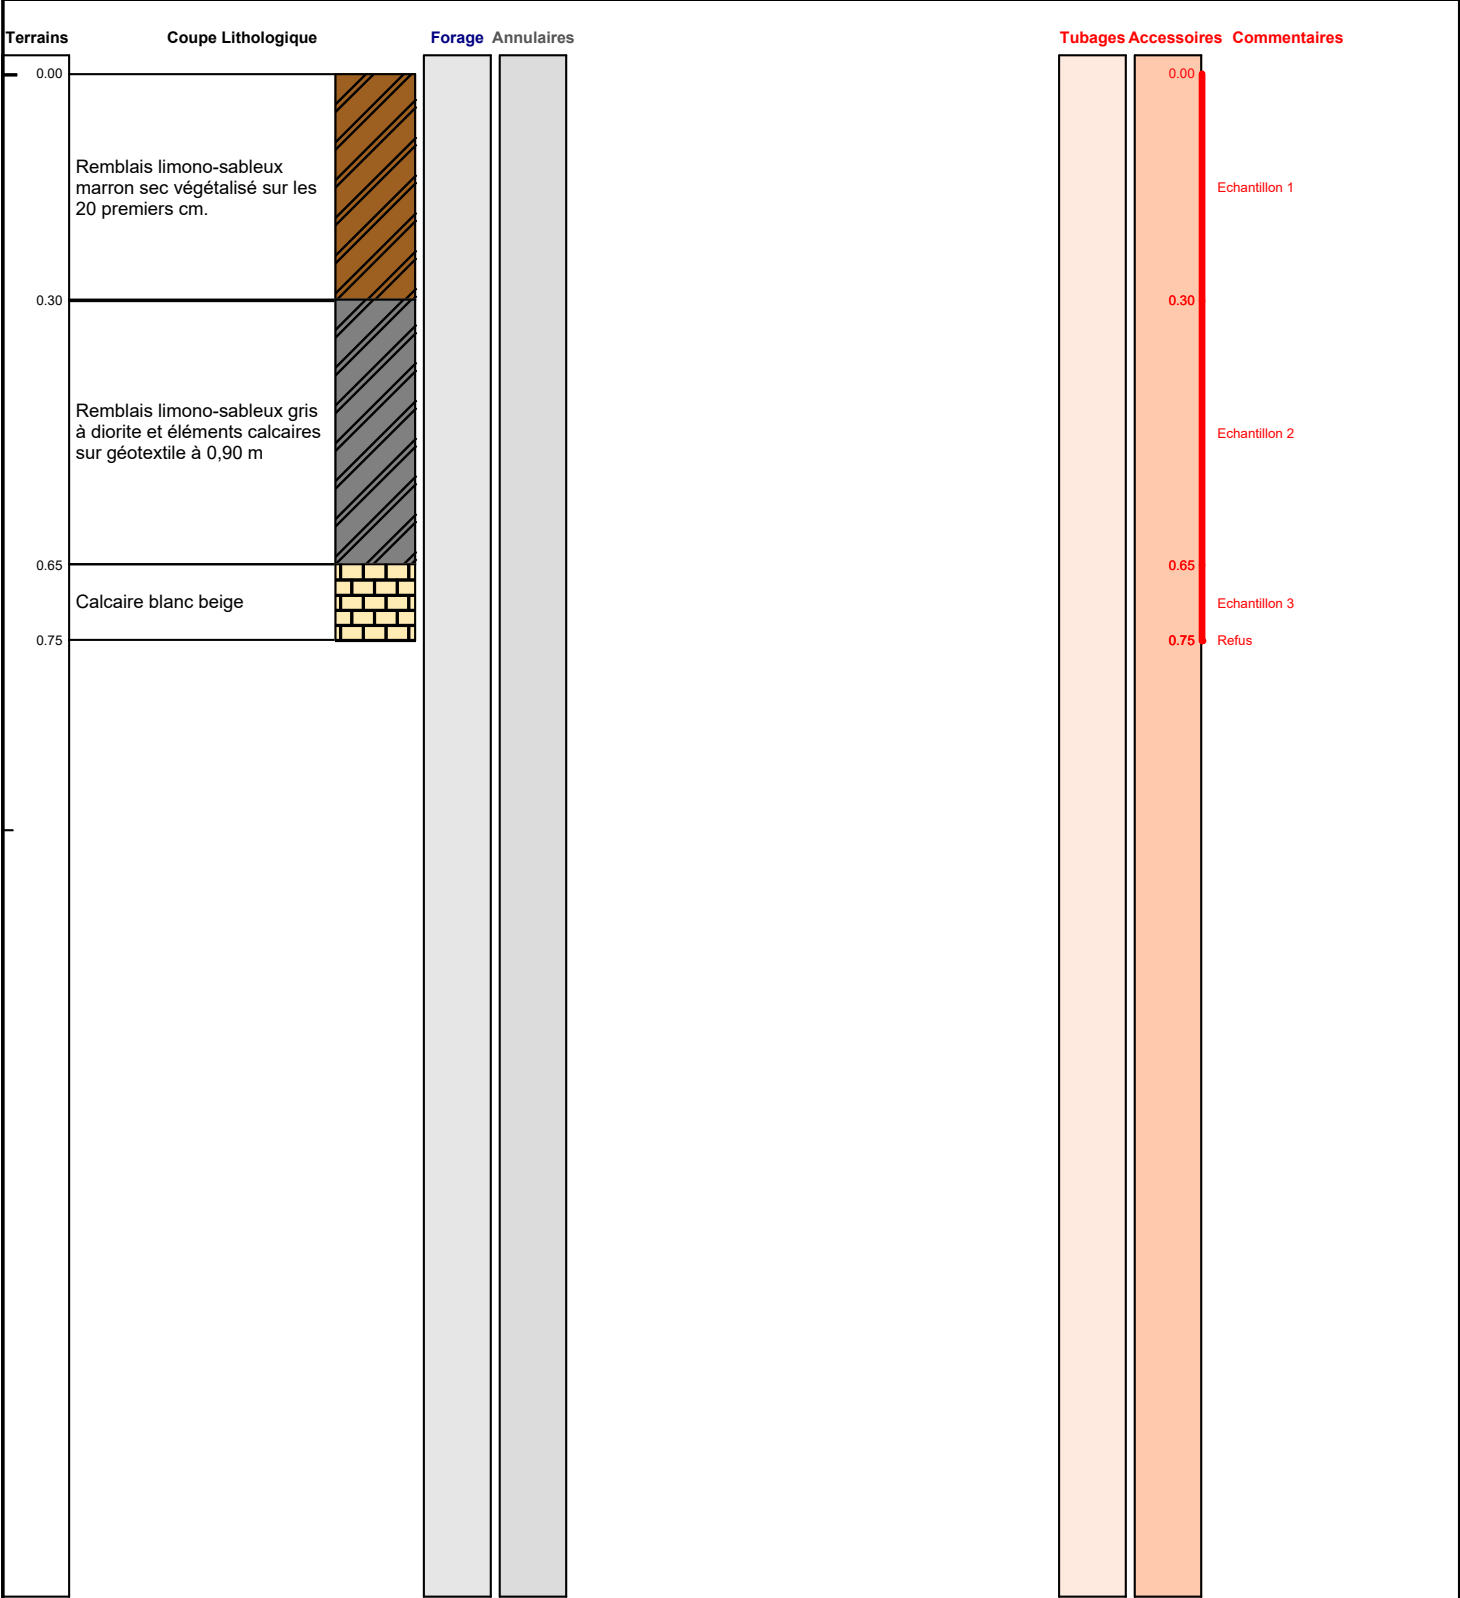 Terrains Coupe Lithologique Forage Annulaires Tubages Accessoires Commentaires
0.00 0.00
Remblais limono-sableux
marron sec végétalisé sur les
20 premiers cm.
Echantillon 1
0.30 0.30
Remblais limono-sableux gris
à diorite et éléments calcaires
sur géotextile à 0,90 m
Echantillon 2
0.65 0.65
Calcaire blanc beige Echantillon 3
0.75 0.75 Refus